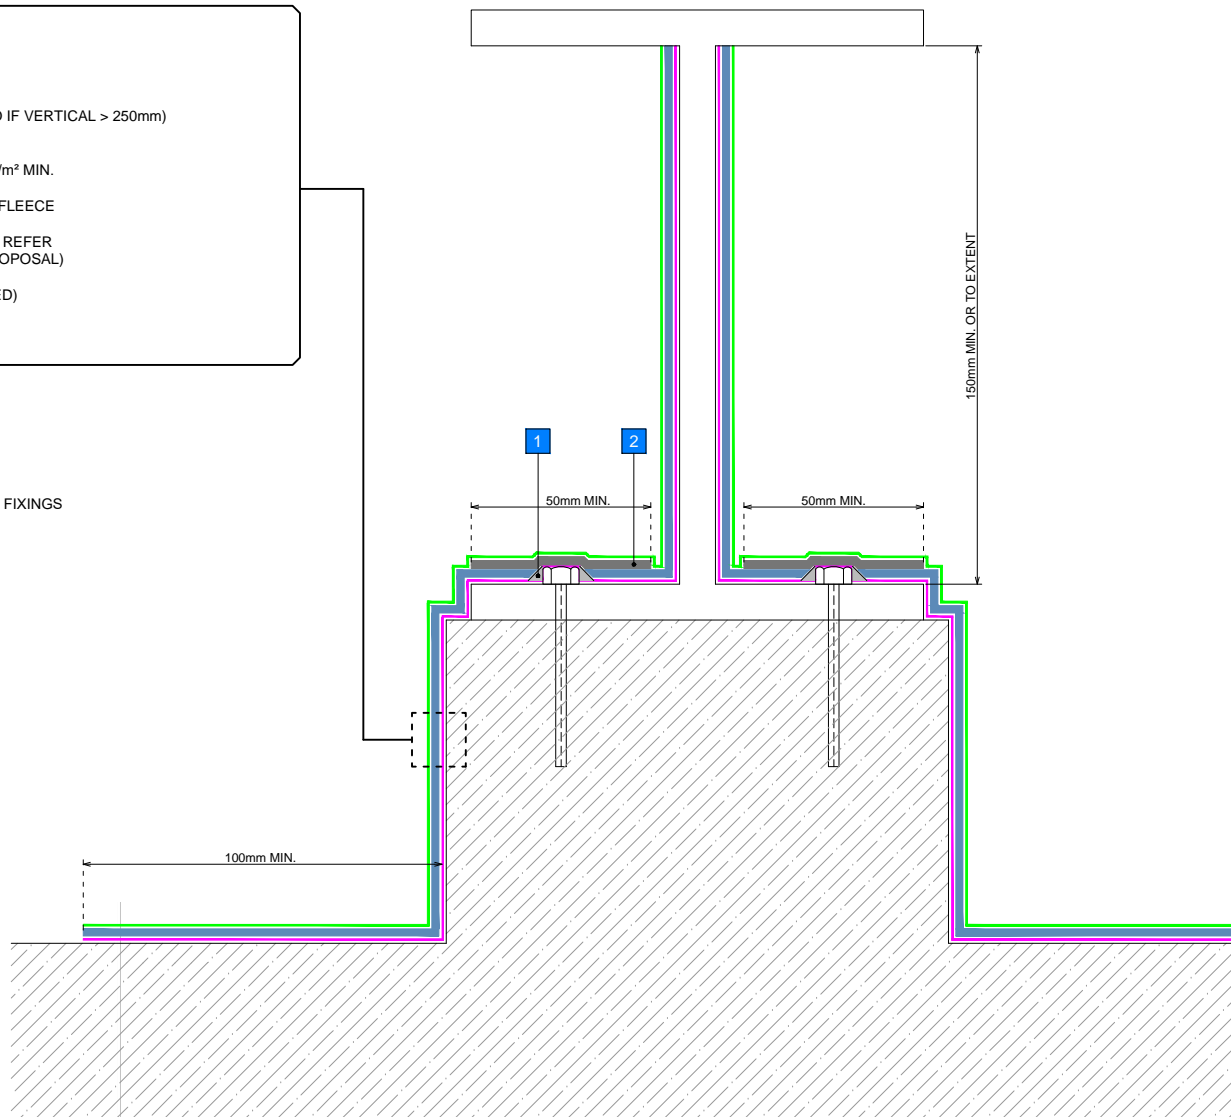 IF VERTICAL > 250mm)
/m² MIN.
FLEECE
REFER
OPOSAL)
ED)
FIXINGS
150mm MIN. OR TO EXTENT
1
2
50mm MIN.
50mm MIN.
100mm MIN.